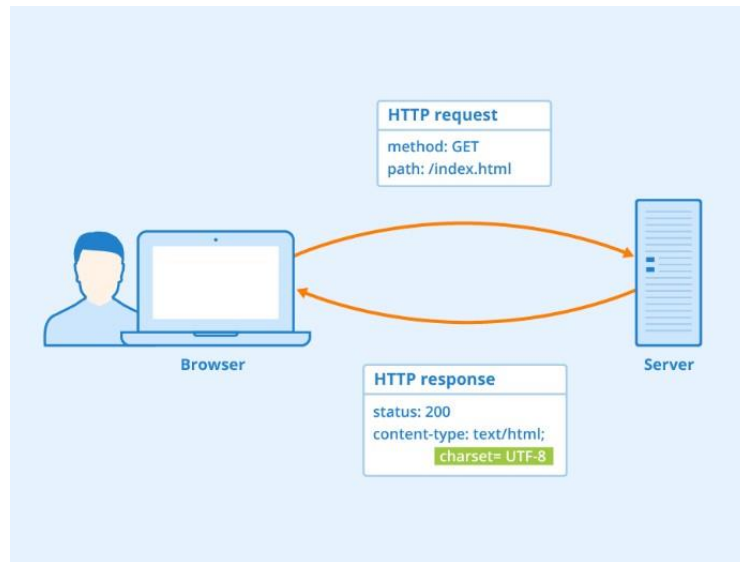 HTTP request
method: GET
path: /index.html
Browser
Server
HTTP response
status: 200
content-type: text/html;
charset= UTF-8